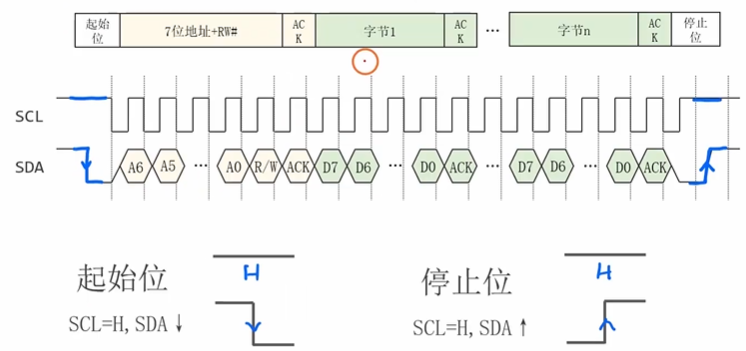 起始位 7位地址+RW# ACK 字节1 ACK … 字节n ACK 停止位
SCL
SDA A6 A5 … A0 R/W ACK D7 D6 … D0 ACK … D7 D6 … D0 ACK
起始位 H 停止位 H
SCL=H, SDA↓ SCL=H, SDA↑